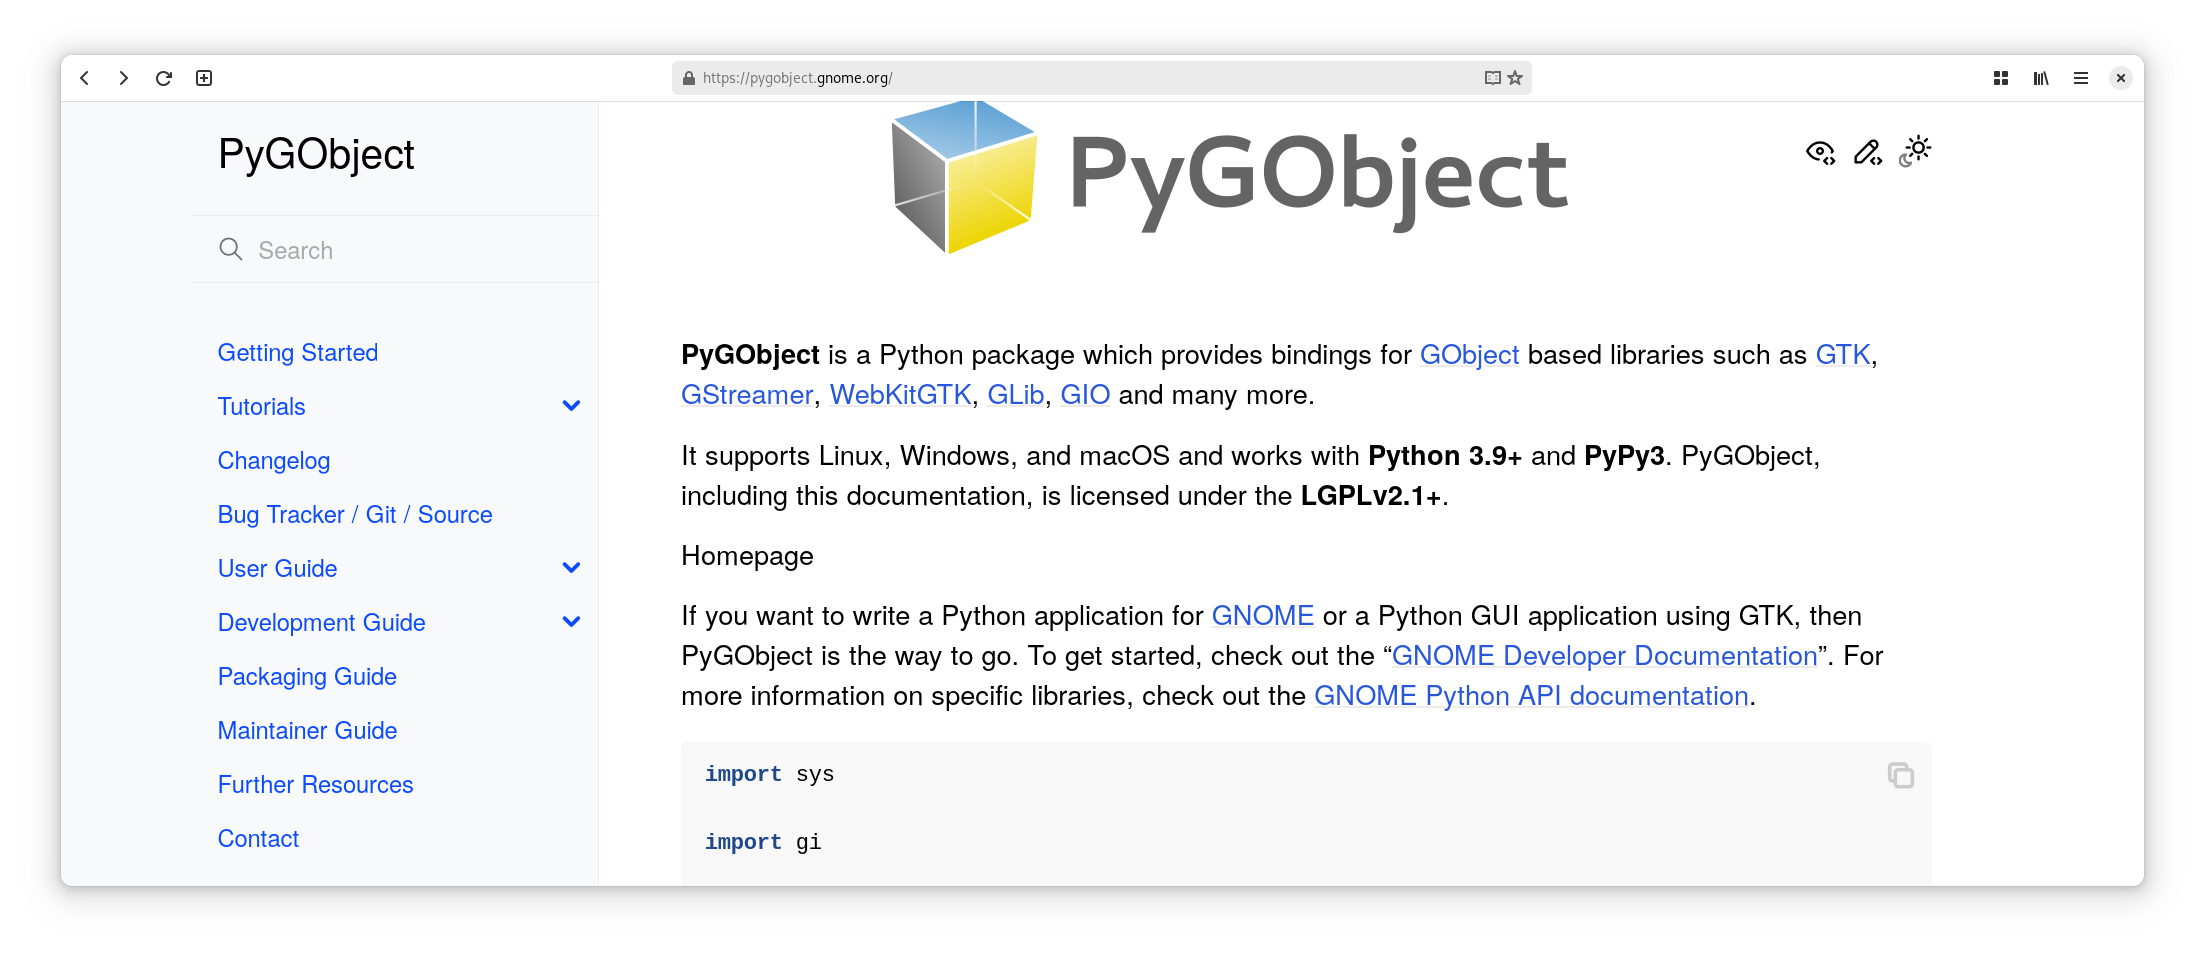 https://pygobject.gnome.org/
PyGObject
Search
Getting Started
Tutorials
Changelog
Bug Tracker / Git / Source
User Guide
Development Guide
Packaging Guide
Maintainer Guide
Further Resources
Contact
PyGObject
PyGObject is a Python package which provides bindings for GObject based libraries such as GTK,
GStreamer, WebKitGTK, GLib, GIO and many more.
It supports Linux, Windows, and macOS and works with Python 3.9+ and PyPy3. PyGObject,
including this documentation, is licensed under the LGPLv2.1+.
Homepage
If you want to write a Python application for GNOME or a Python GUI application using GTK, then
PyGObject is the way to go. To get started, check out the “GNOME Developer Documentation”. For
more information on specific libraries, check out the GNOME Python API documentation.
import sys
import gi